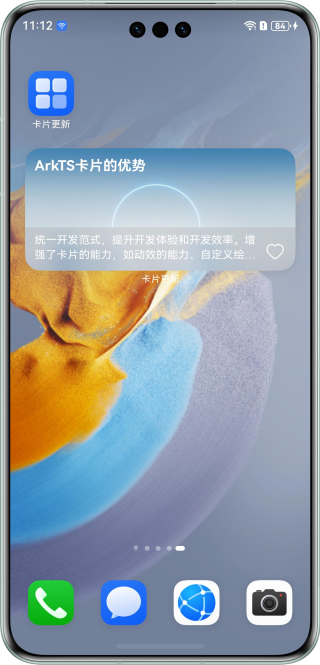 11:12
84
卡片更新
ArkTS卡片的优势
统一开发范式，提升开发体验和开发效率。增
强了卡片的能力，如动效的能力、自定义绘...
卡片更新